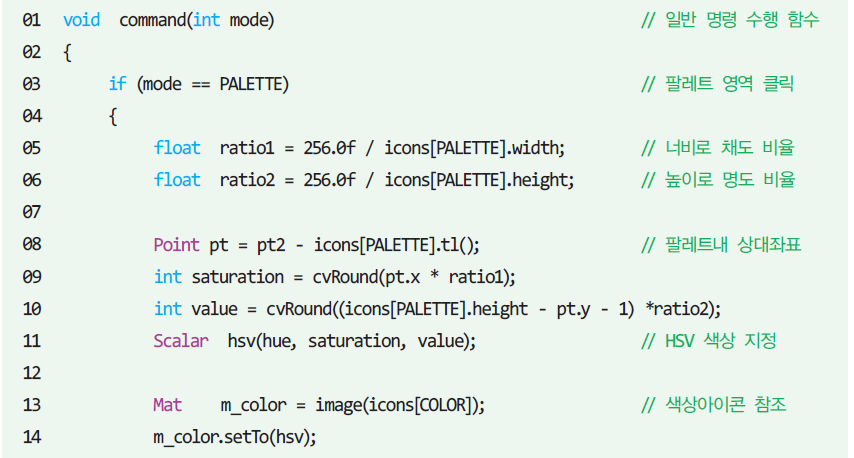 01 void command(int mode) // 일반 명령 수행 함수
02 {
03 if (mode == PALETTE) // 팔레트 영역 클릭
04 {
05 float ratio1 = 256.0f / icons[PALETTE].width; // 너비로 채도 비율
06 float ratio2 = 256.0f / icons[PALETTE].height; // 높이로 명도 비율
07
08 Point pt = pt2 - icons[PALETTE].tl(); // 팔레트내 상대좌표
09 int saturation = cvRound(pt.x * ratio1);
10 int value = cvRound((icons[PALETTE].height - pt.y - 1) *ratio2);
11 Scalar hsv(hue, saturation, value); // HSV 색상 지정
12
13 Mat m_color = image(icons[COLOR]); // 색상아이콘 참조
14 m_color.setTo(hsv);